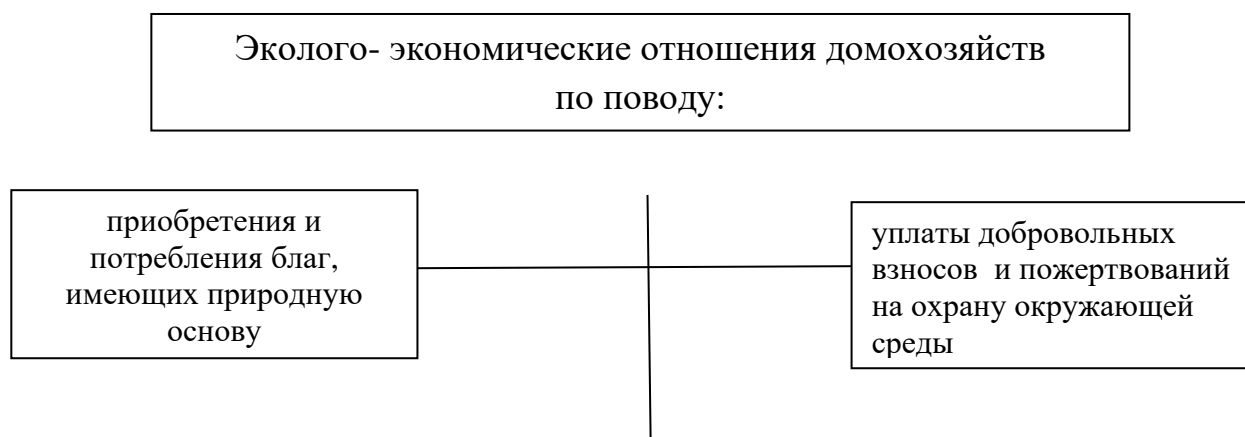 Эколого- экономические отношения домохозяйств
по поводу:
приобретения и
потребления благ,
имеющих природную
основу
уплаты добровольных
взносов и пожертвований
на охрану окружающей
среды